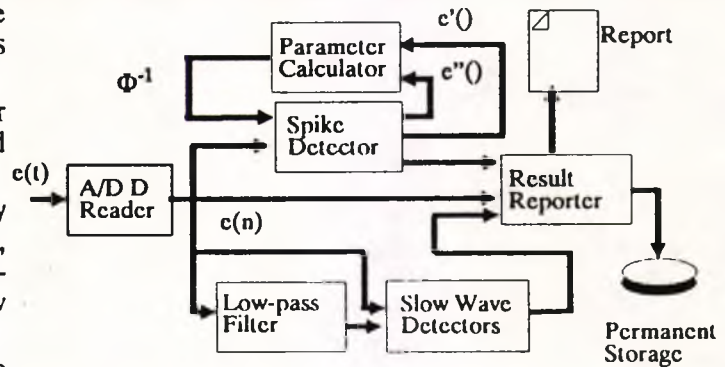 e
s
r
d
y
,
-
y
Parameter
Calculator
e'()
e"()
Φ-1
Spike
Detector
Report
e(t)
A/D D
Reader
e(n)
Result
Reporter
Low-pass
Filter
Slow Wave
Detectors
Permanent
Storage